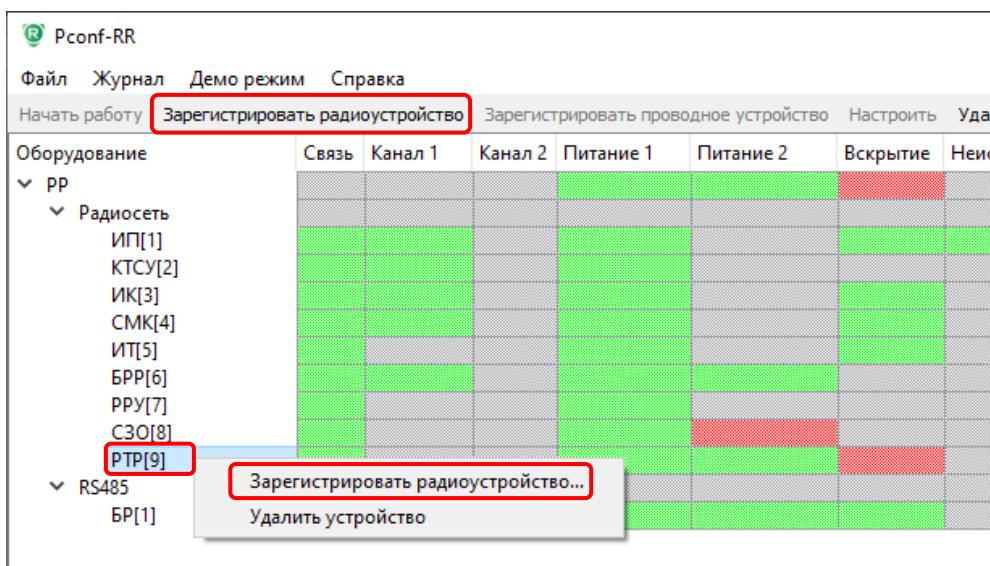 Pconf-RR
Файл Журнал Демо режим Справка
Начать работу Зарегистрировать радиоустройство Зарегистрировать проводное устройство Настроить Уда
Оборудование Связь Канал 1 Канал 2 Питание 1 Питание 2 Вскрытие Неис
РР
Радиосеть
ИП[1]
КТСУ[2]
ИК[3]
СМК[4]
ИТ[5]
БРР[6]
РРУ[7]
СЗО[8]
РТР[9]
Зарегистрировать радиоустройство...
RS485
Удалить устройство
БР[1]